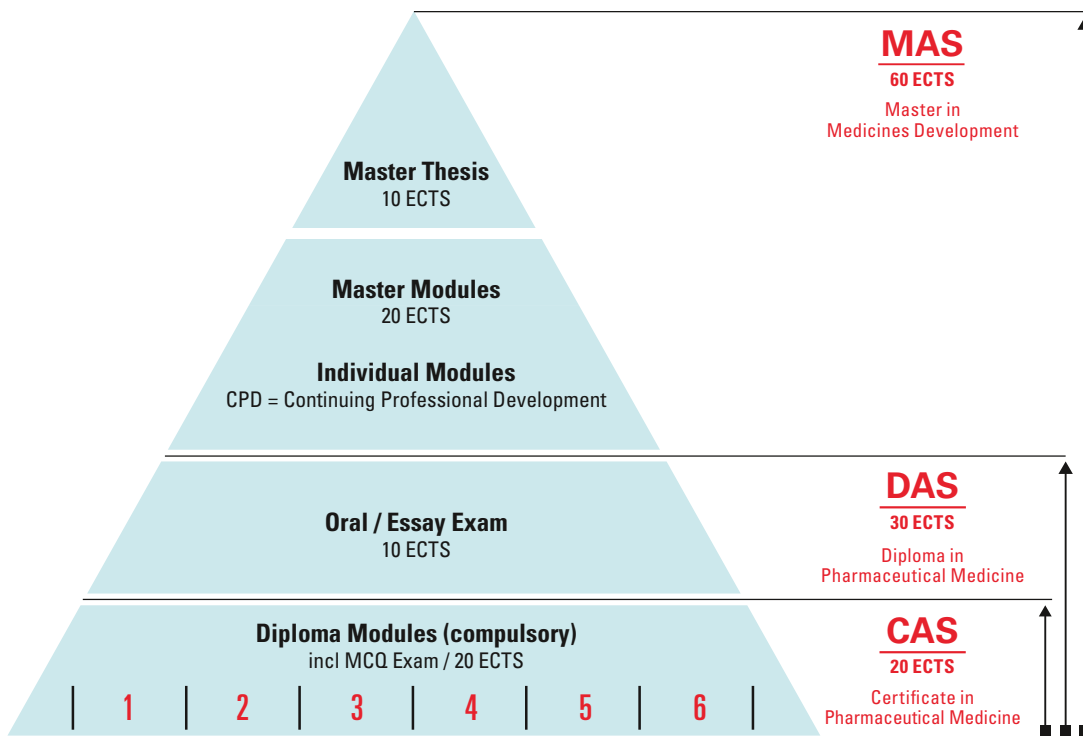 MAS
60 ECTS
Master in
Medicines Development
Master Thesis
10 ECTS
Master Modules
20 ECTS
Individual Modules
CPD = Continuing Professional Development
DAS
30 ECTS
Diploma in
Pharmaceutical Medicine
Oral / Essay Exam
10 ECTS
CAS
20 ECTS
Certificate in
Pharmaceutical Medicine
Diploma Modules (compulsory)
incl MCQ Exam / 20 ECTS
1 2 3 4 5 6